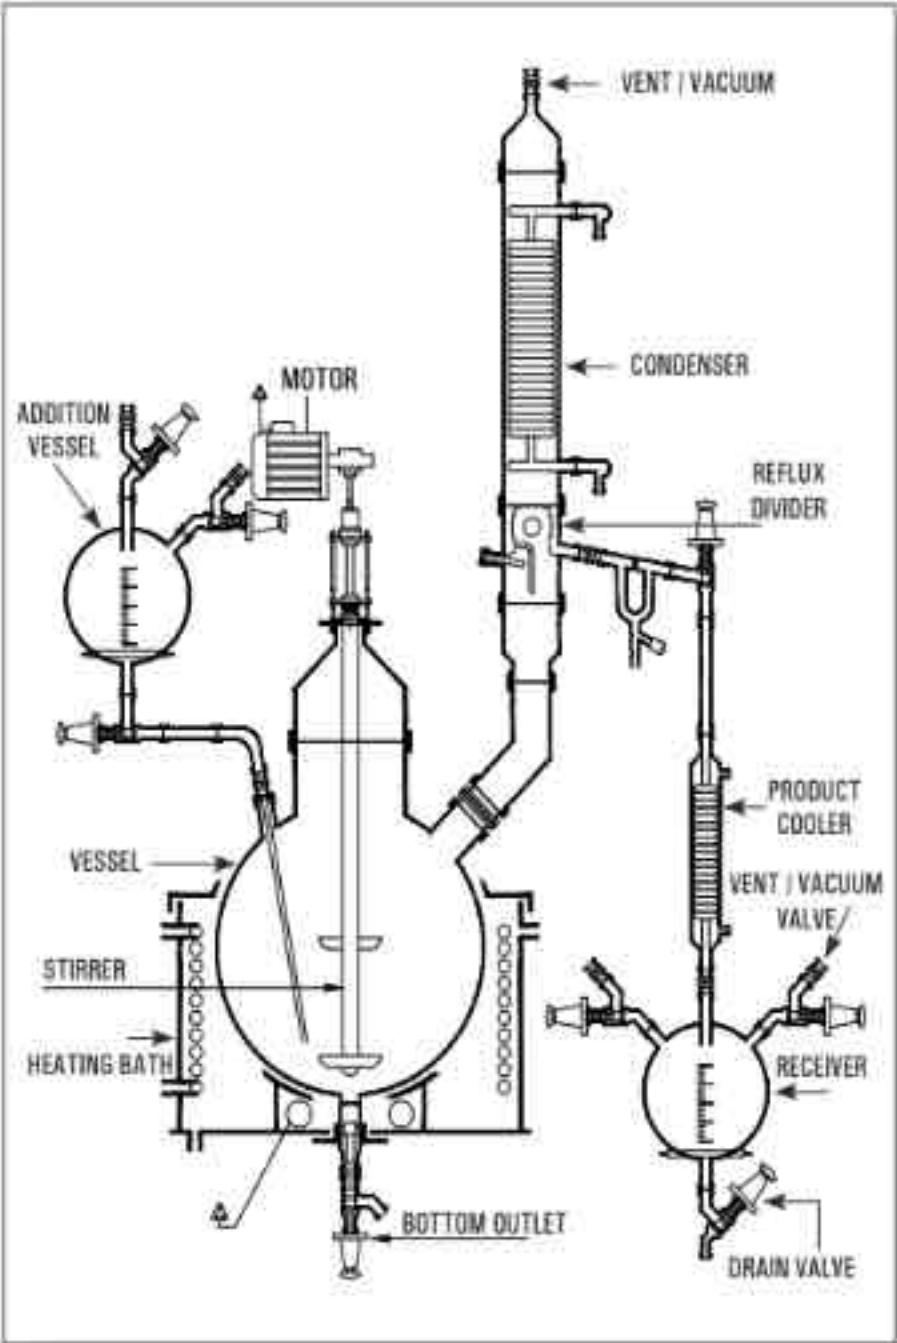 VENT / VACUUM
CONDENSER
MOTOR
ADDITION
VESSEL
REFLUX
DIVIDER
PRODUCT
COOLER
VESSEL
VENT / VACUUM
VALVE
STIRRER
HEATING BATH
RECEIVER
BOTTOM OUTLET
DRAIN VALVE